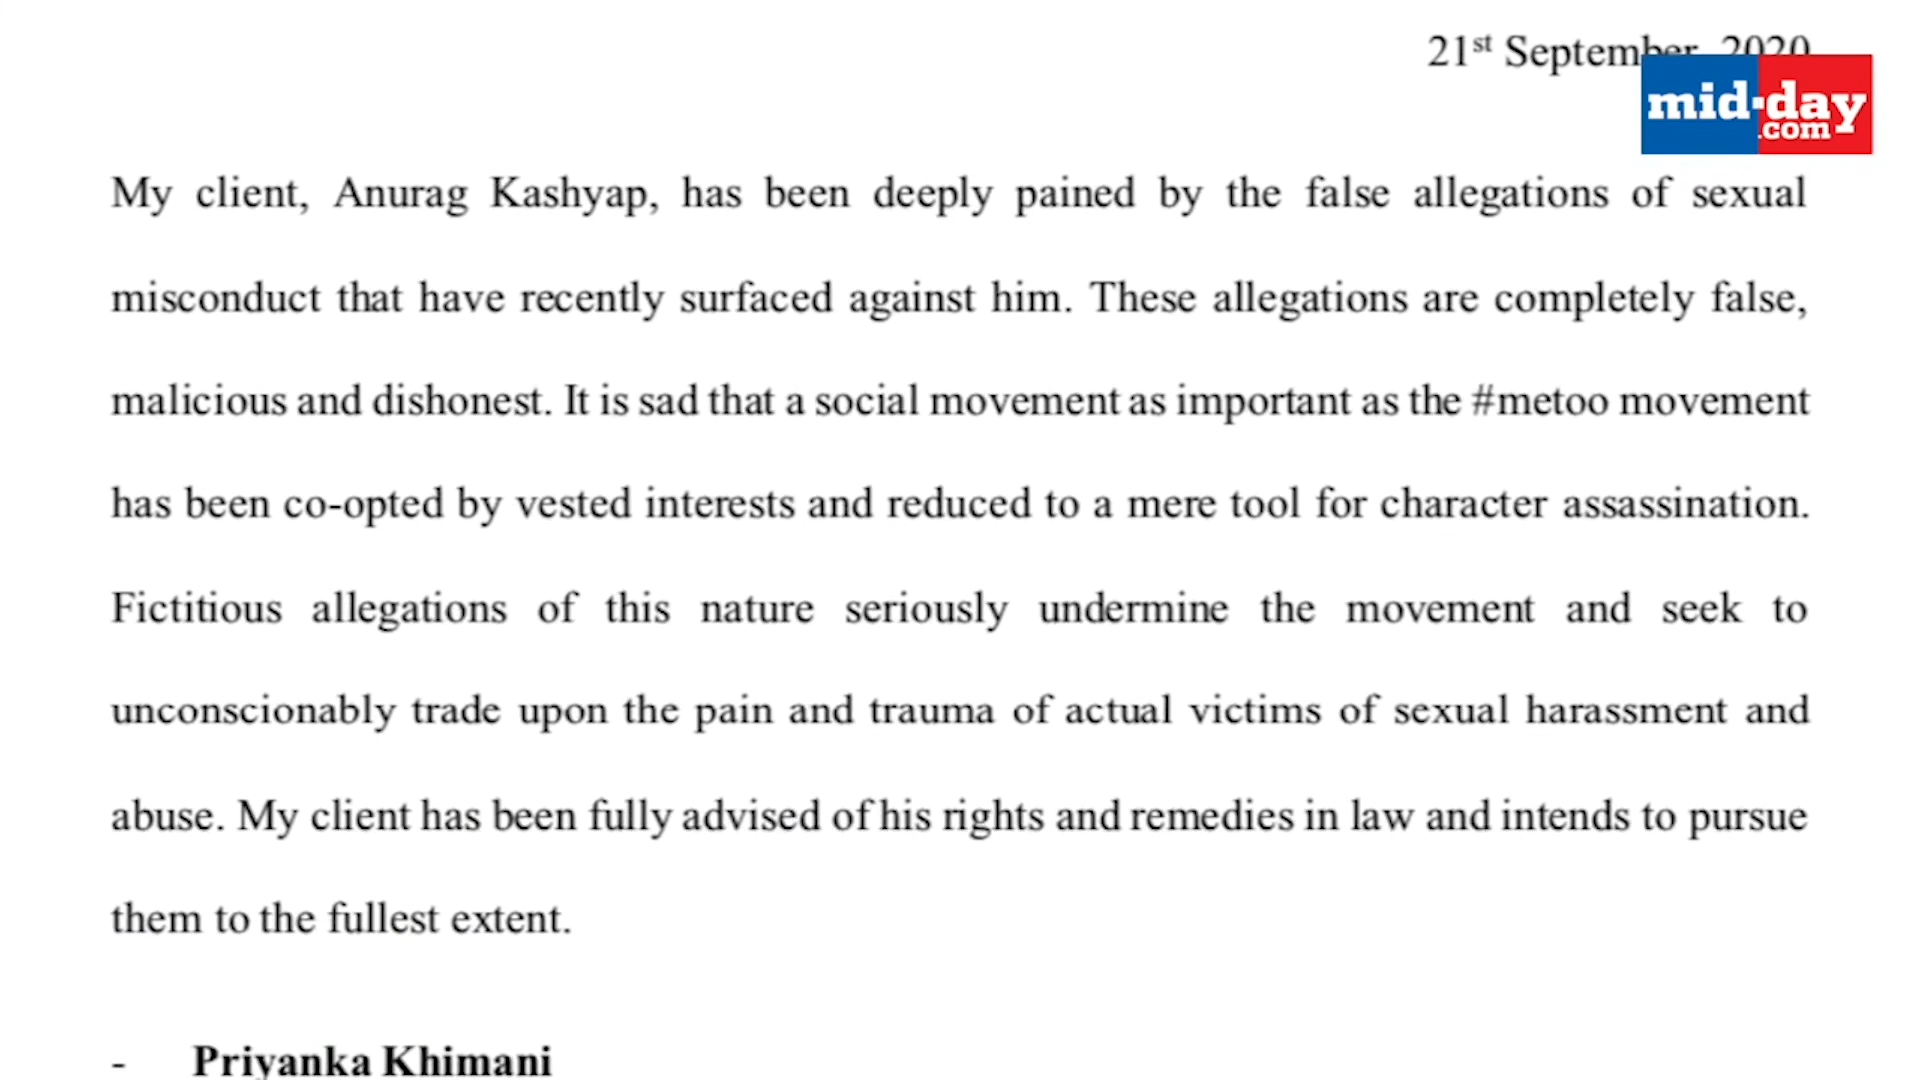 21st September, 2020
mid-day
.com
My client, Anurag Kashyap, has been deeply pained by the false allegations of sexual
misconduct that have recently surfaced against him. These allegations are completely false,
malicious and dishonest. It is sad that a social movement as important as the #metoo movement
has been co-opted by vested interests and reduced to a mere tool for character assassination.
Fictitious allegations of this nature seriously undermine the movement and seek to
unconscionably trade upon the pain and trauma of actual victims of sexual harassment and
abuse. My client has been fully advised of his rights and remedies in law and intends to pursue
them to the fullest extent.
- Priyanka Khimani